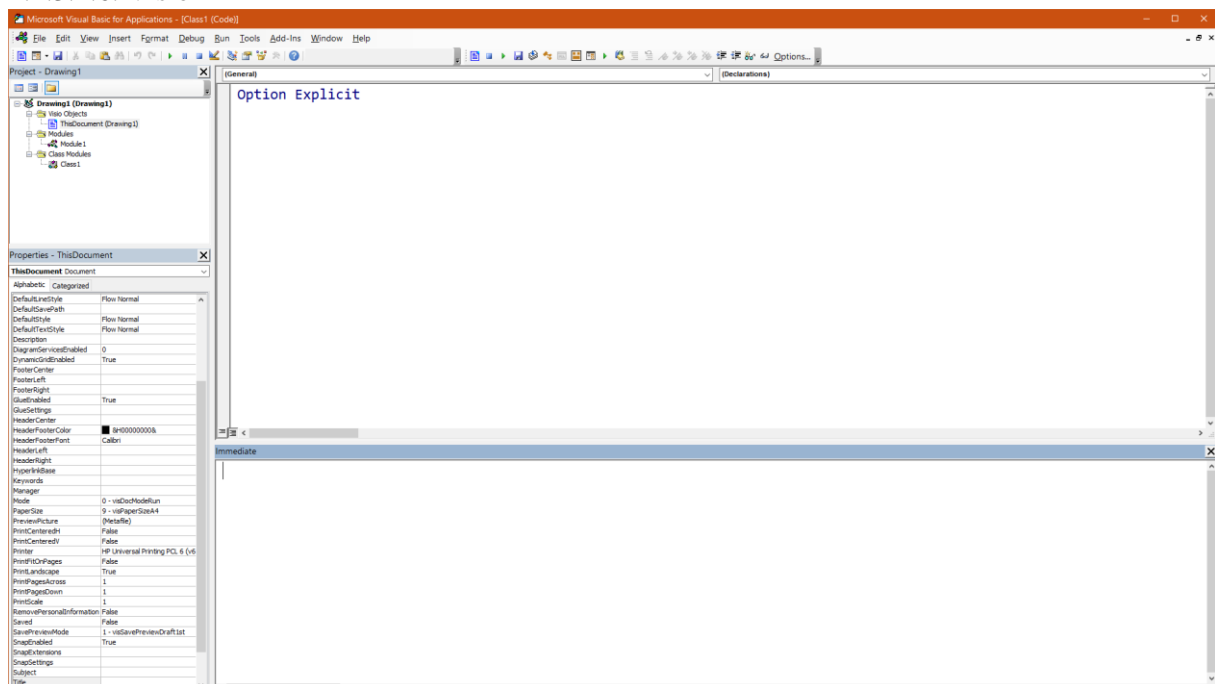 Microsoft Visual Basic for Applications - [Class1 (Code)]
File Edit View Insert Format Debug Run Tools Add-Ins Window Help
Options...
Project - Drawing1
(General)
(Declarations)
Option Explicit
Drawing1 (Drawing1)
Visio Objects
ThisDocument (Drawing1)
Modules
Module1
Class Modules
Class1
Properties - ThisDocument
ThisDocument Document
Alphabetic Categorized
DefaultLineStyle Flow Normal
DefaultSavePath
DefaultStyle Flow Normal
DefaultTextStyle Flow Normal
Description
DiagramServicesEnabled 0
DynamicGridEnabled True
FooterCenter
FooterLeft
FooterRight
GlueEnabled True
GlueSettings
HeaderCenter
HeaderFooterColor &H00000000&
HeaderFooterFont Calibri
HeaderLeft
HeaderRight
HyperlinkBase
Keywords
Manager
Mode 0 - visDocModeRun
PaperSize 9 - visPaperSizeA4
PreviewPicture (Metafile)
PrintCenteredH False
PrintCenteredV False
Printer HP Universal Printing PCL 6 (v6
PrintFitOnPages False
PrintLandscape True
PrintPagesAcross 1
PrintPagesDown 1
PrintScale 1
RemovePersonalInformation False
Saved False
SavePreviewMode 1 - visSavePreviewDraft1st
SnapEnabled True
SnapExtensions
SnapSettings
Subject
Title
Immediate